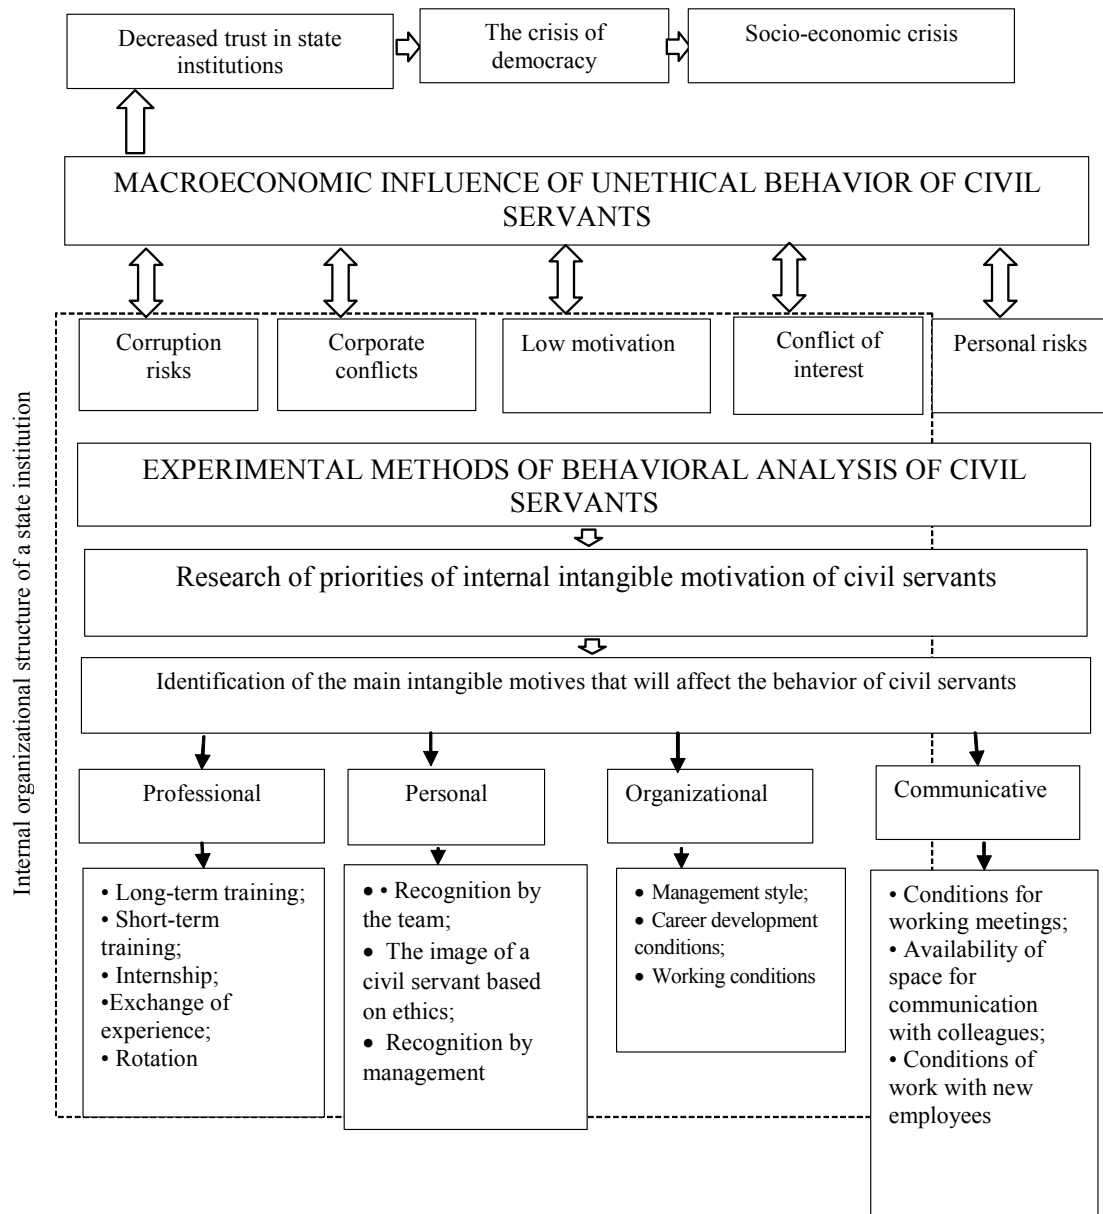 Decreased trust in state
institutions
The crisis of
democracy
Socio-economic crisis
MACROECONOMIC INFLUENCE OF UNETHICAL BEHAVIOR OF CIVIL
SERVANTS
Corruption
risks
Corporate
conflicts
Low motivation
Conflict of
interest
Personal risks
Internal organizational structure of a state institution
EXPERIMENTAL METHODS OF BEHAVIORAL ANALYSIS OF CIVIL
SERVANTS
Research of priorities of internal intangible motivation of civil servants
Identification of the main intangible motives that will affect the behavior of civil servants
Professional
Personal
Organizational
Communicative
• Long-term training;
• Short-term
training;
• Internship;
•Exchange of
experience;
• Rotation
• • Recognition by
the team;
• The image of a
civil servant based
on ethics;
• Recognition by
management
• Management style;
• Career development
conditions;
• Working conditions
• Conditions for
working meetings;
• Availability of
space for
communication
with colleagues;
• Conditions of
work with new
employees